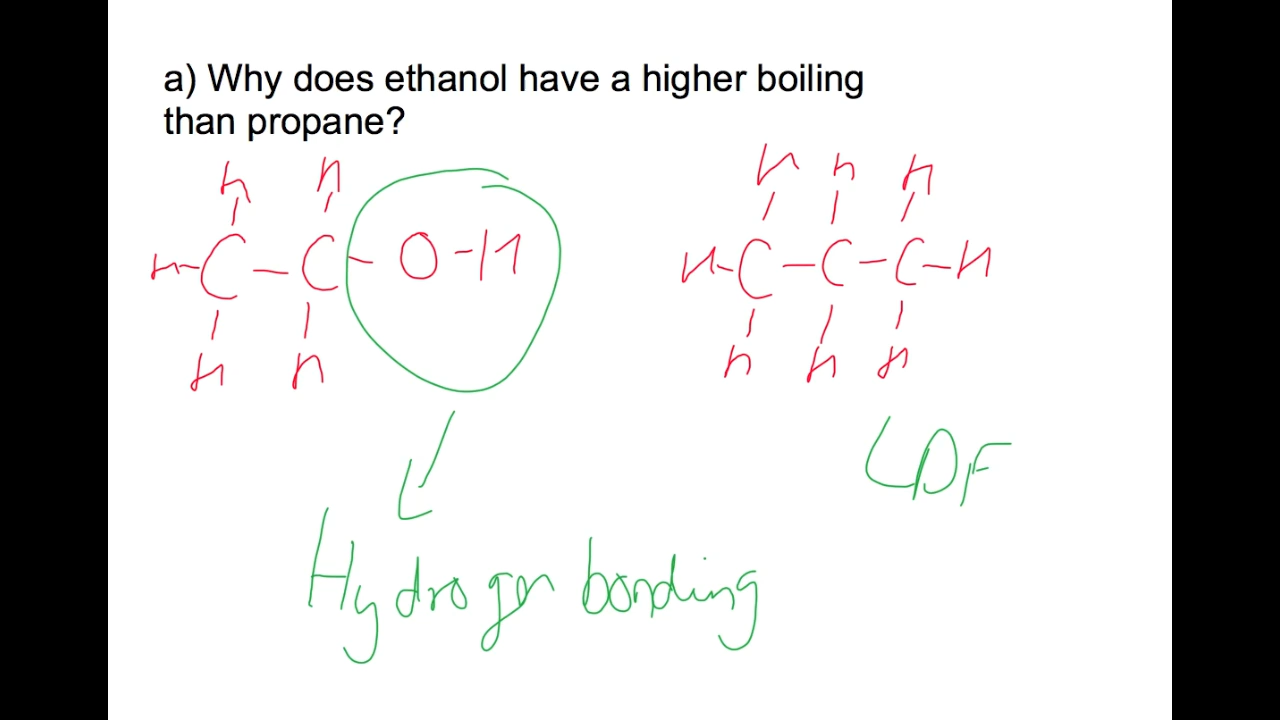 a) Why does ethanol have a higher boiling
than propane?
H H H H H
H-C-C-O-H H-C-C-C-H
H H H H H
LDF
Hydrogen bonding